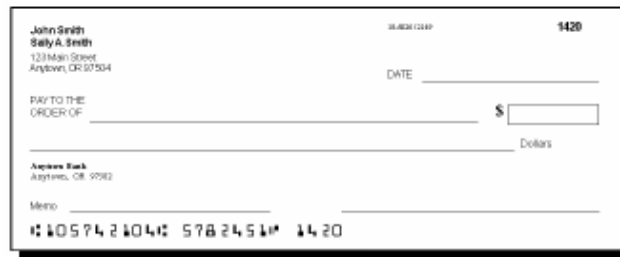 John Smith 1420
Sally A. Smith
123 Main Street
Anytown, OR 97504
DATE
PAY TO THE
ORDER OF $
Dollars
Anytown Bank
Anytown, OR 97502
Memo
⑆105742104⑆ 5782451⑈ 1420